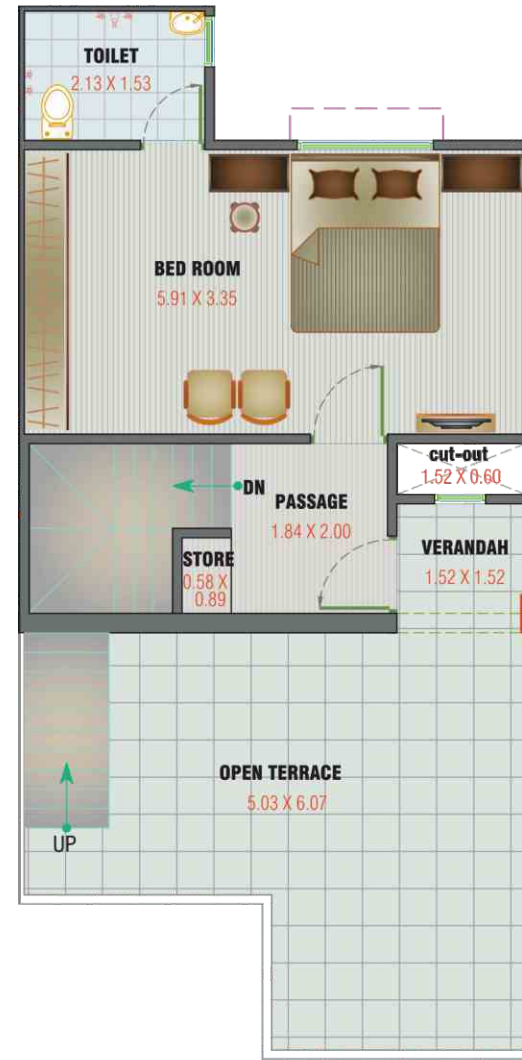 TOILET
2.13 X 1.53
BED ROOM
5.91 X 3.35
cut-out
1.52 X 0.60
DN
PASSAGE
1.84 X 2.00
STORE
0.58 X
0.89
VERANDAH
1.52 X 1.52
OPEN TERRACE
5.03 X 6.07
UP